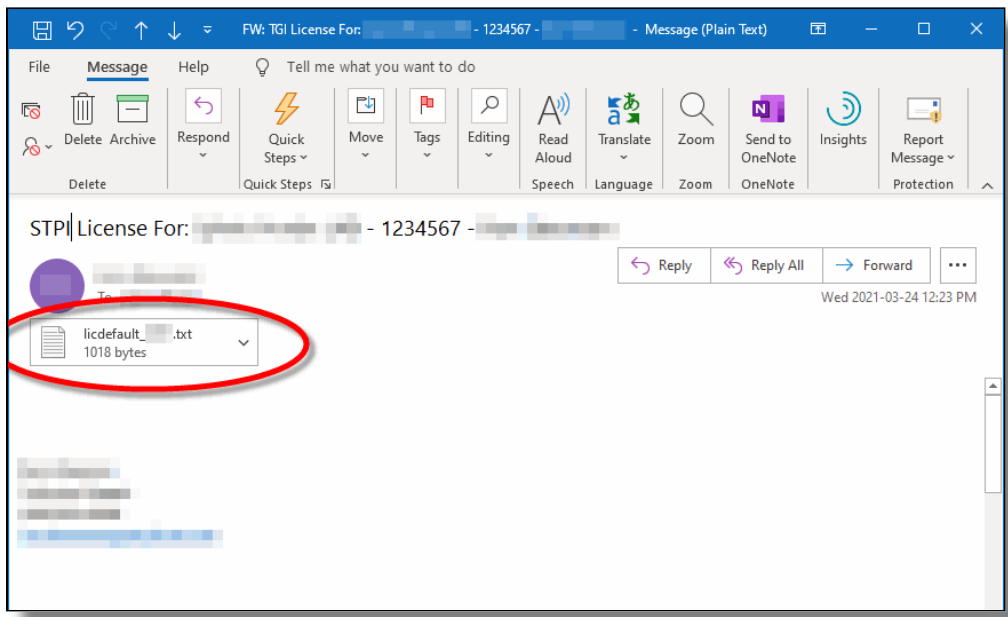 FW: TGI License For: - 1234567 - - Message (Plain Text)
File Message Help Tell me what you want to do
Delete Archive Respond Quick Steps Move Tags Editing Read Aloud Translate Zoom Send to OneNote Insights Report Message
Delete Quick Steps Speech Language Zoom OneNote Protection
STPI License For: - 1234567 -
Reply Reply All Forward
To
Wed 2021-03-24 12:23 PM
licdefault_ .txt
1018 bytes